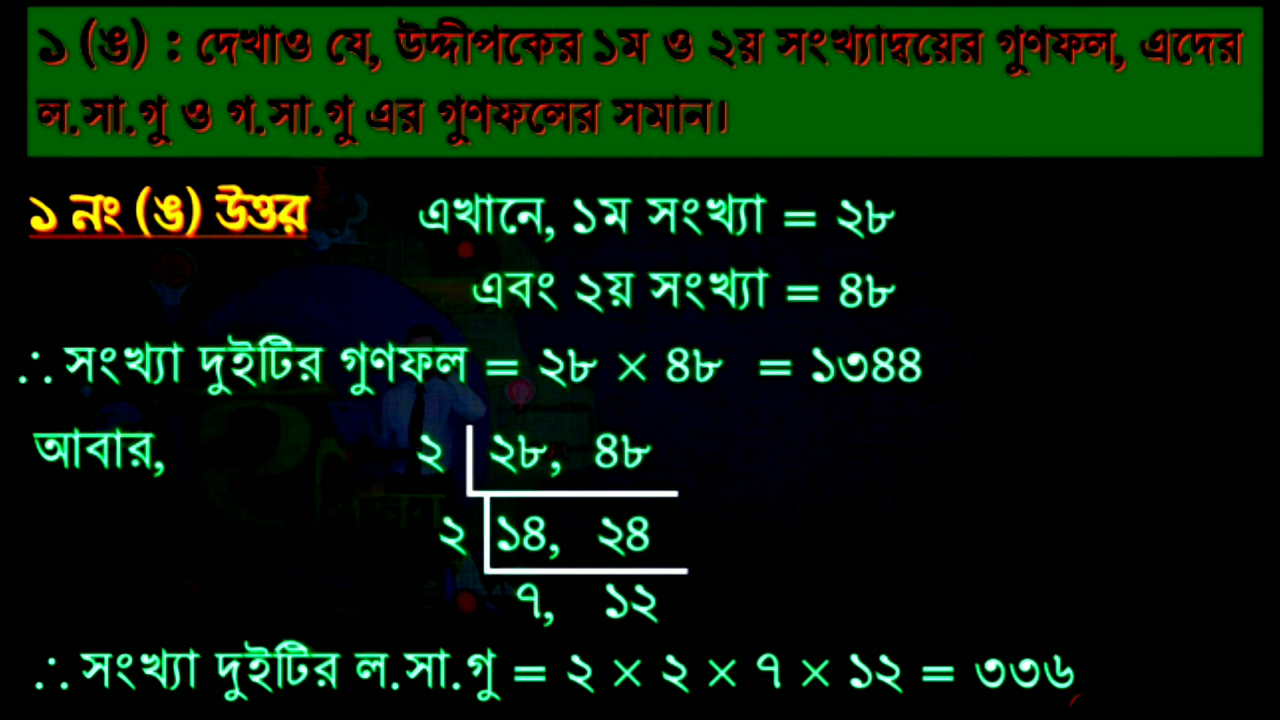 ১ (ঙ) : দেখাও যে, উদ্দীপকের ১ম ও ২য় সংখ্যাদ্বয়ের গুণফল, এদের
ল.সা.গু ও গ.সা.গু এর গুণফলের সমান।
১ নং (ঙ) উত্তর এখানে, ১ম সংখ্যা = ২৮
এবং ২য় সংখ্যা = ৪৮
∴ সংখ্যা দুইটির গুণফল = ২৮ × ৪৮ = ১৩৪৪
আবার, ২ ২৮, ৪৮
২ ১৪, ২৪
৭, ১২
∴ সংখ্যা দুইটির ল.সা.গু = ২ × ২ × ৭ × ১২ = ৩৩৬